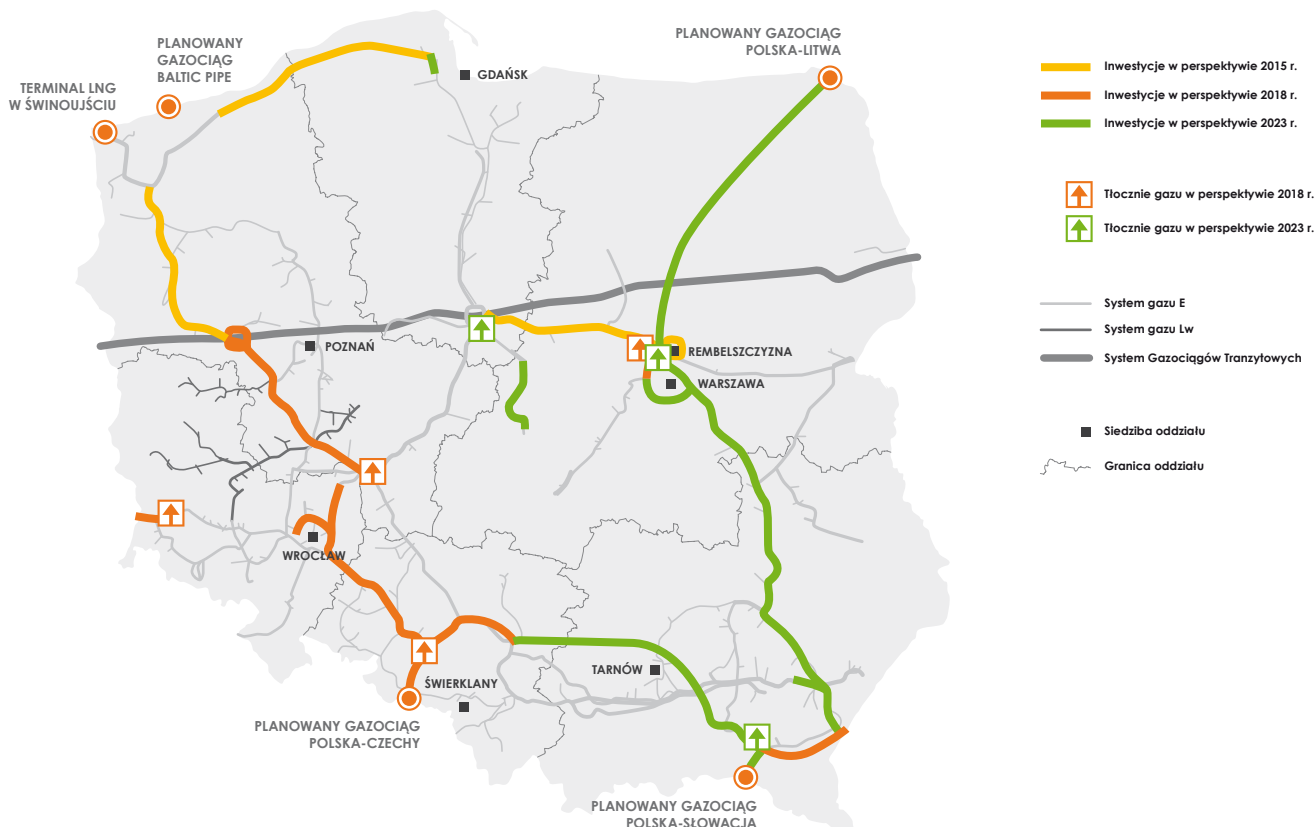 PLANOWANY
GAZOCIĄG
BALTIC PIPE
TERMINAL LNG
W ŚWINOUJŚCIU
GDAŃSK
PLANOWANY GAZOCIĄG
POLSKA-LITWA
POZNAŃ
REMBELSZCZYZNA
WARSZAWA
WROCŁAW
TARNÓW
ŚWIERKLANY
PLANOWANY GAZOCIĄG
POLSKA-CZECHY
PLANOWANY GAZOCIĄG
POLSKA-SŁOWACJA
Inwestycje w perspektywie 2015 r.
Inwestycje w perspektywie 2018 r.
Inwestycje w perspektywie 2023 r.
Tłocznie gazu w perspektywie 2018 r.
Tłocznie gazu w perspektywie 2023 r.
System gazu E
System gazu Lw
System Gazociągów Tranzytowych
Siedziba oddziału
Granica oddziału